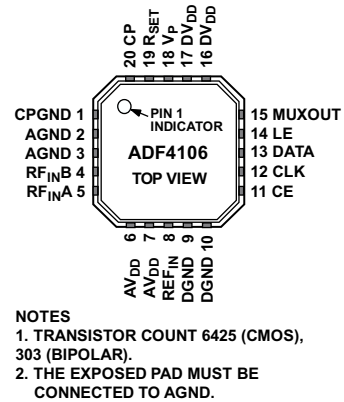 20 CP
19 RSET
18 VP
17 DVDD
16 DVDD
CPGND 1
AGND 2
AGND 3
RFINB 4
RFINA 5
PIN 1
INDICATOR
ADF4106
TOP VIEW
15 MUXOUT
14 LE
13 DATA
12 CLK
11 CE
6 AVDD
7 AVDD
8 REFIN
9 DGND
10 DGND
NOTES
1. TRANSISTOR COUNT 6425 (CMOS),
303 (BIPOLAR).
2. THE EXPOSED PAD MUST BE
CONNECTED TO AGND.